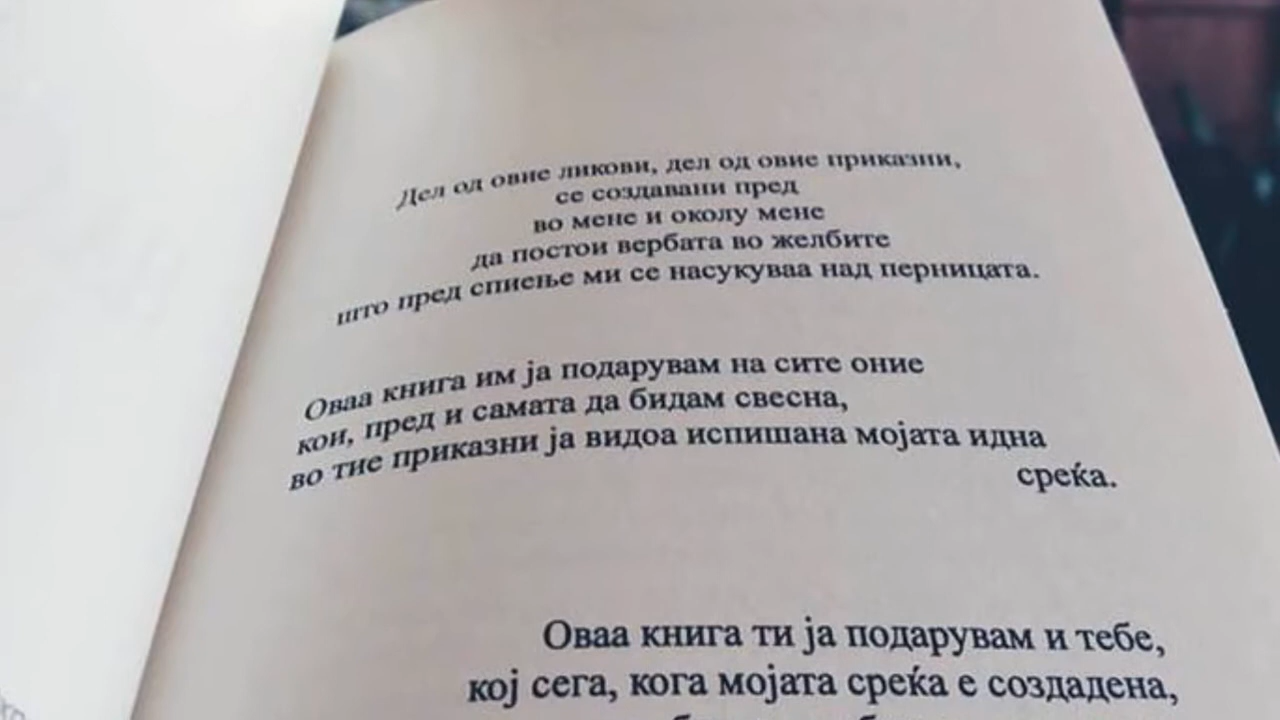 Дел од овие ликови, дел од овие приказни,
се создавани пред
во мене и околу мене
да постои вербата во желбите
што пред спиење ми се насукуваа над перницата.
Оваа книга им ја подарувам на сите оние
кои, пред и самата да бидам свесна,
во тие приказни ја видоа испишана мојата идна
среќа.
Оваа книга ти ја подарувам и тебе,
кој сега, кога мојата среќа е создадена,